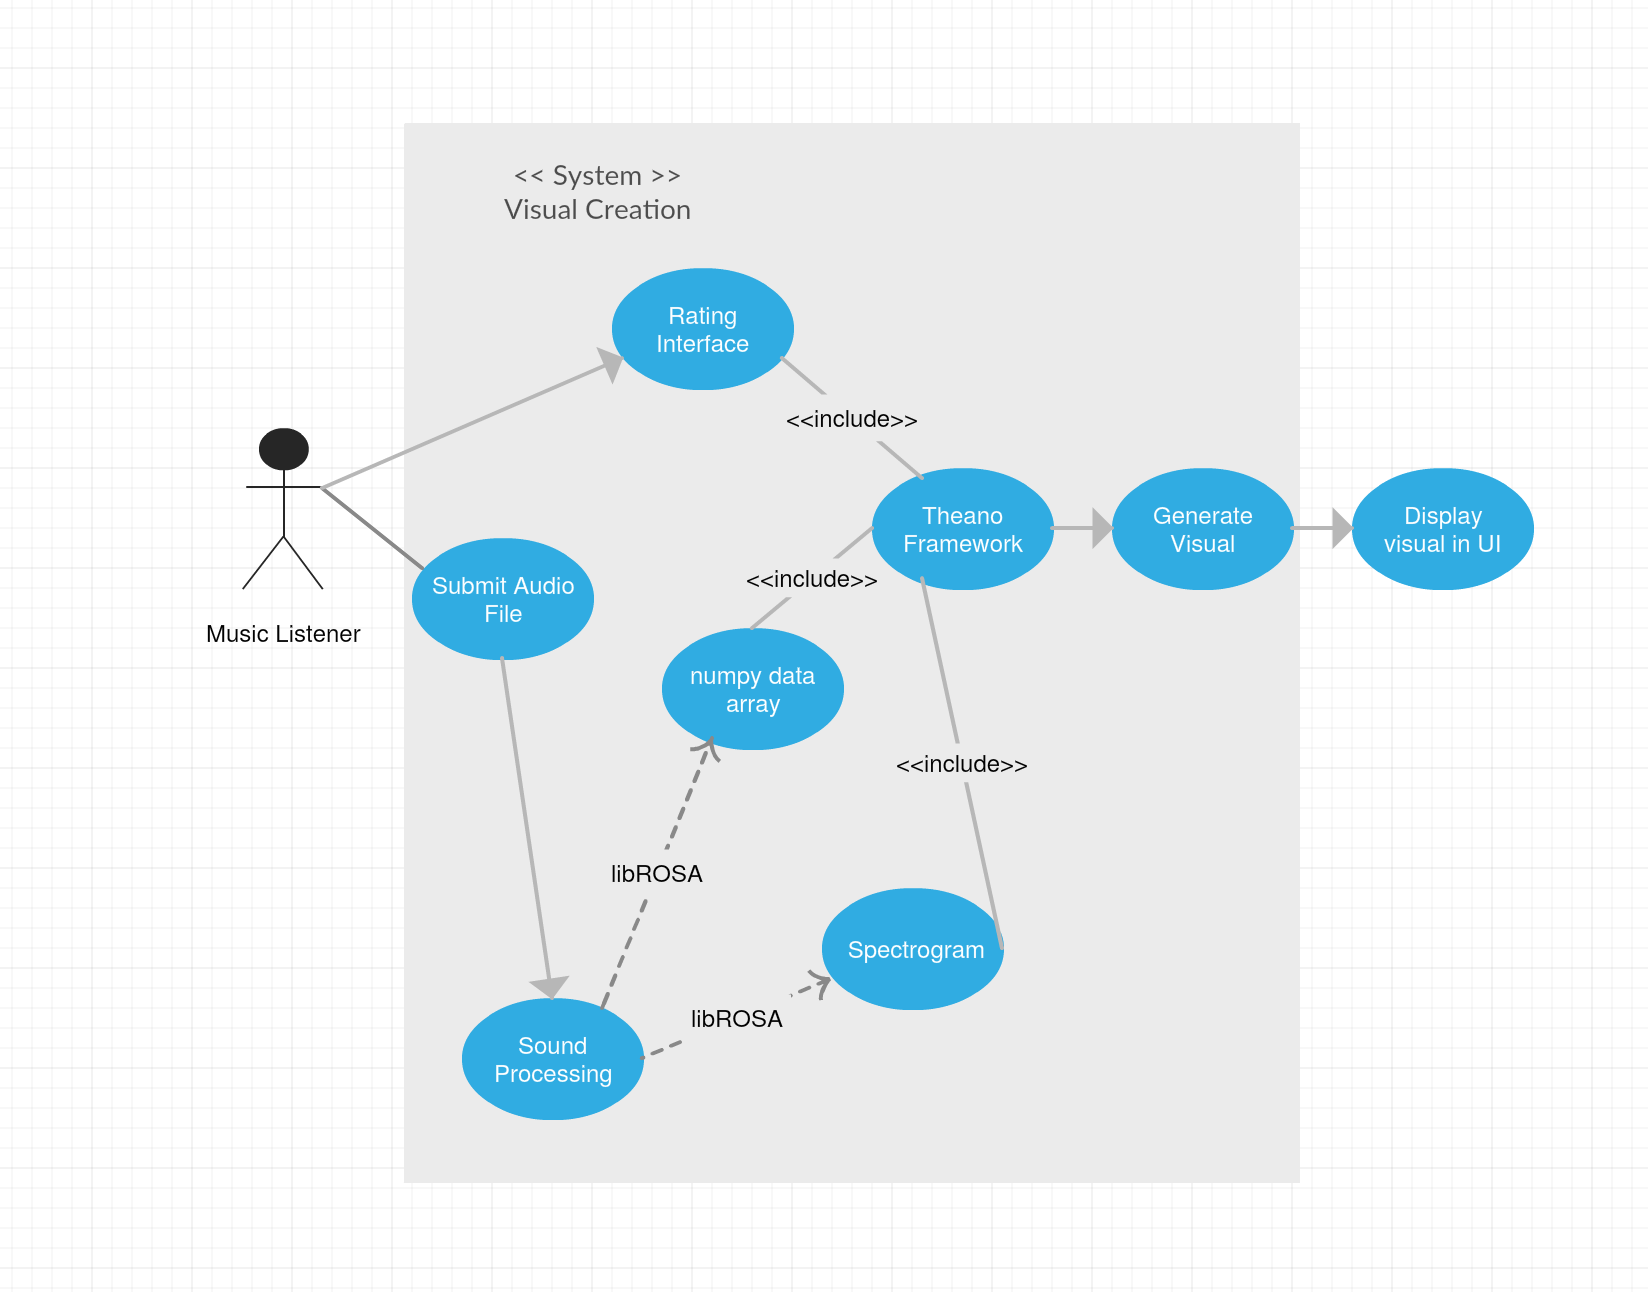 << System >>
Visual Creation
Rating
Interface
<<include>>
Theano
Framework
Generate
Visual
Display
visual in UI
Submit Audio
File
<<include>>
Music Listener
numpy data
array
<<include>>
libROSA
Spectrogram
libROSA
Sound
Processing